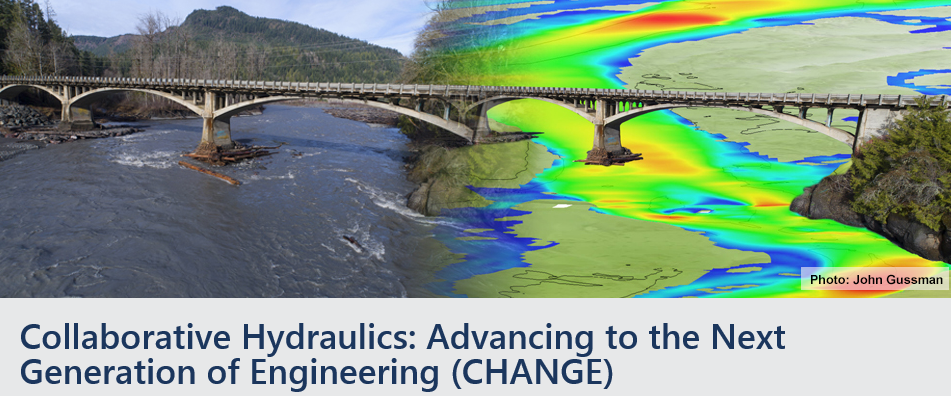 Photo: John Gussman
Collaborative Hydraulics: Advancing to the Next
Generation of Engineering (CHANGE)